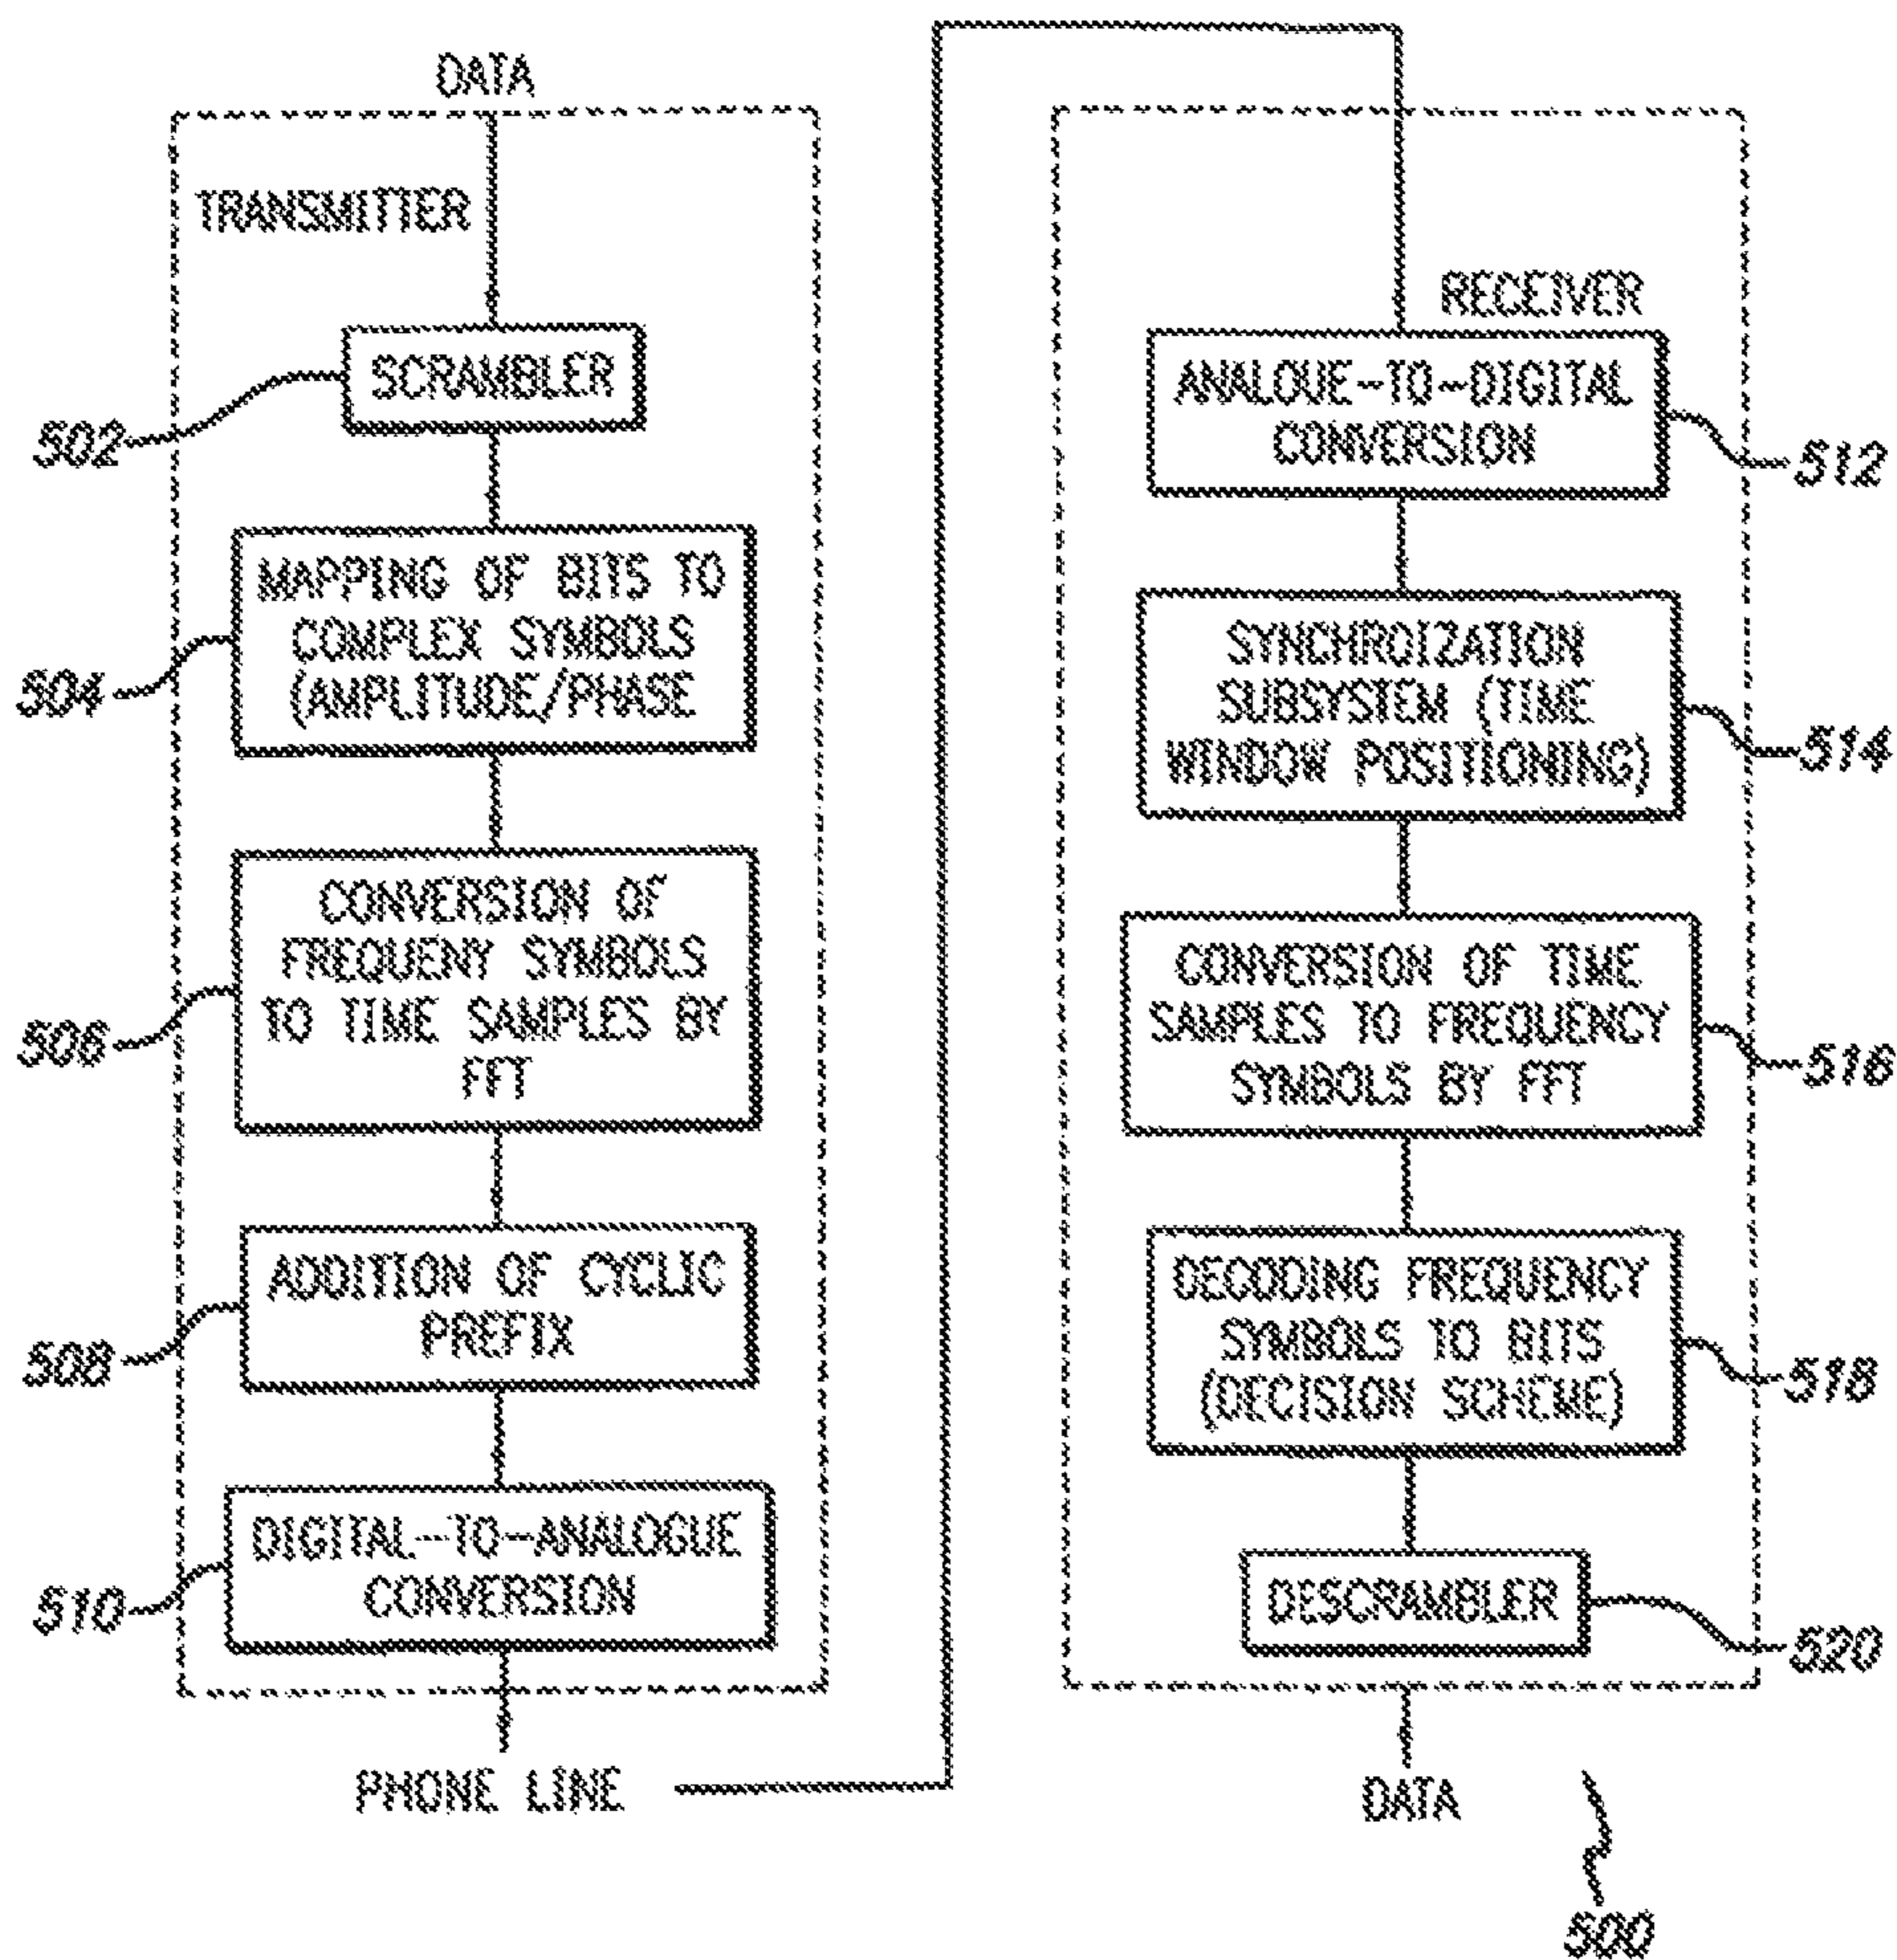 DATA
TRANSMITTER
SCRAMBLER
502
MAPPING OF BITS TO
COMPLEX SYMBOLS
(AMPLITUDE/PHASE
504
CONVERSION OF
FREQUENY SYMBOLS
TO TIME SAMPLES BY
FFT
506
ADDITION OF CYCLIC
PREFIX
508
DIGITAL-TO-ANALOGUE
CONVERSION
510
PHONE LINE
RECEIVER
ANALOUE-TO-DIGITAL
CONVERSION
512
SYNCHROIZATION
SUBSYSTEM (TIME
WINDOW POSITIONING)
514
CONVERSION OF TIME
SAMPLES TO FREQUENCY
SYMBOLS BY FFT
516
DECODING FREQUENCY
SYMBOLS TO BITS
(DECISION SCHEME)
518
DESCRAMBLER
520
DATA
500